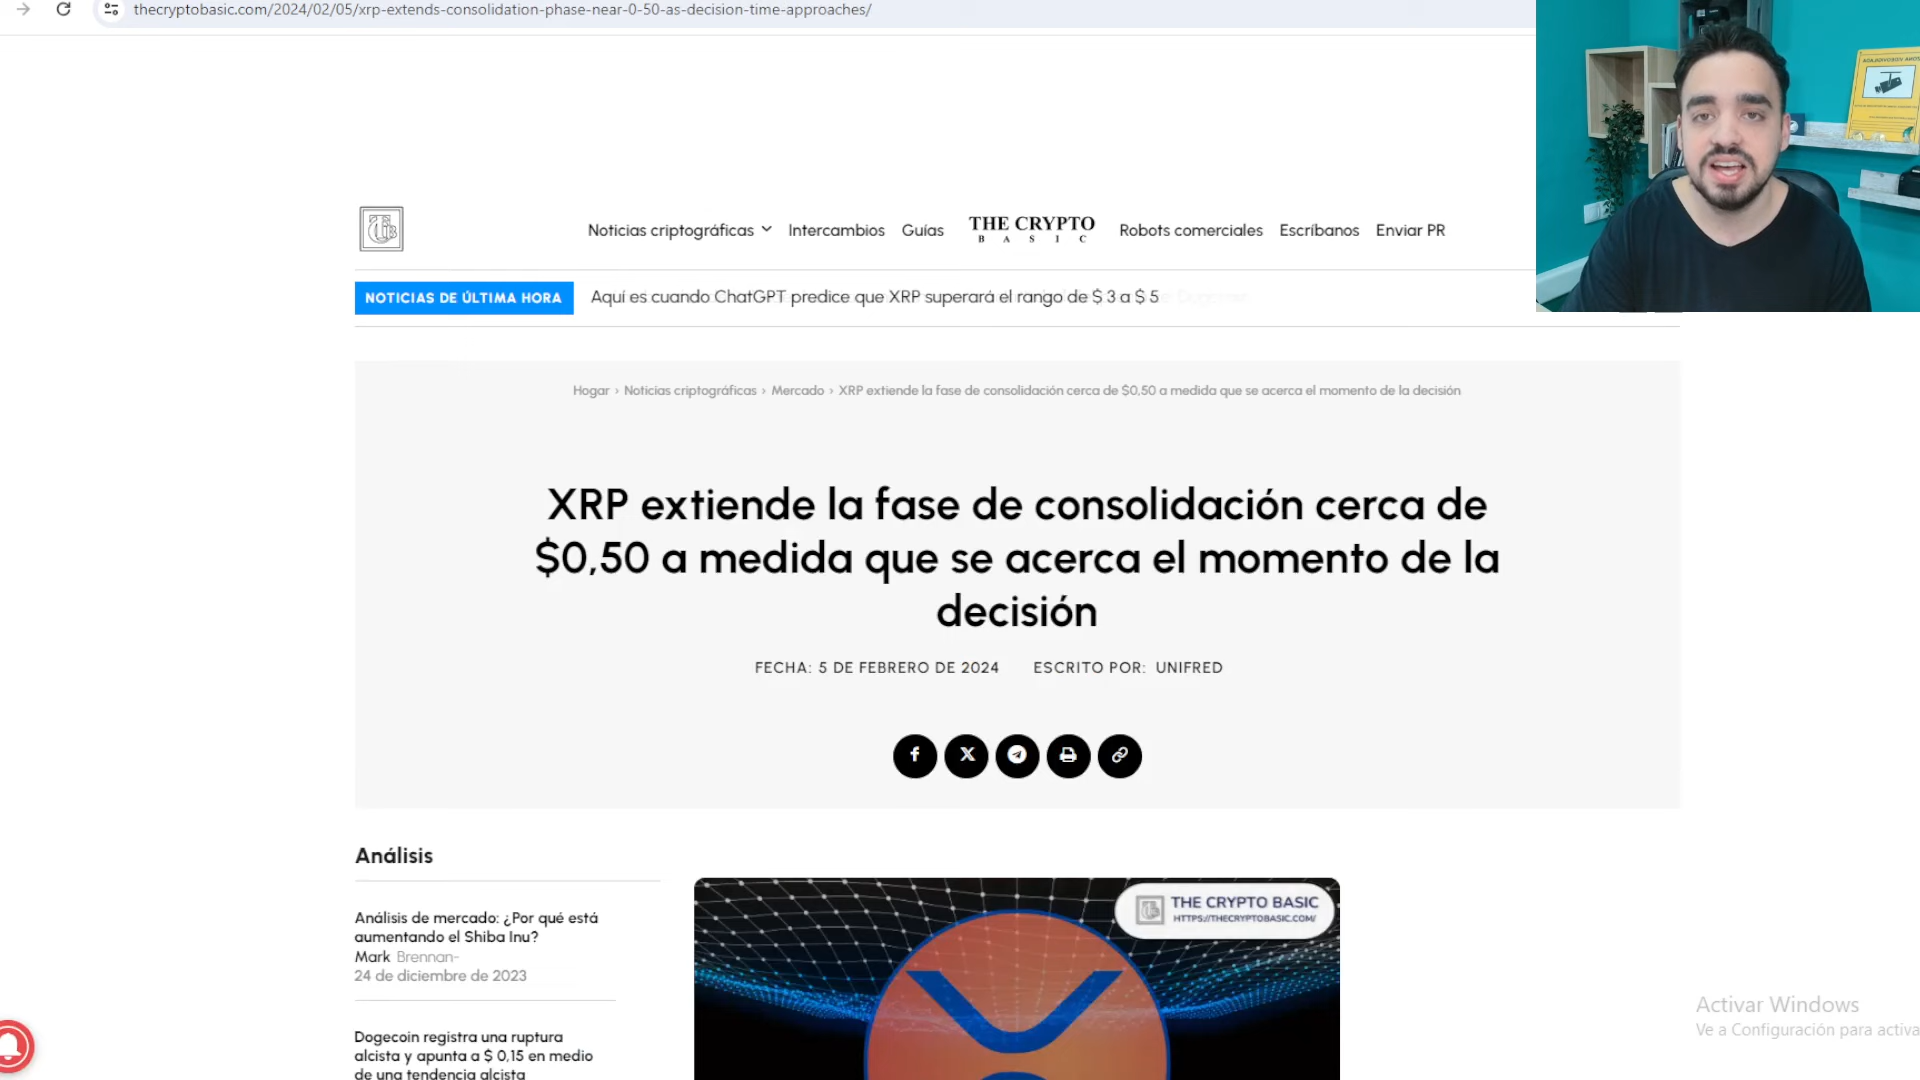 thecryptobasic.com/2024/02/05/xrp-extends-consolidation-phase-near-0-50-as-decision-time-approaches/
Noticias criptográficas Intercambios Guías THE CRYPTO BASIC Robots comerciales Escríbanos Enviar PR
NOTICIAS DE ÚLTIMA HORA Aquí es cuando ChatGPT predice que XRP superará el rango de $ 3 a $ 5
Hogar › Noticias criptográficas › Mercado › XRP extiende la fase de consolidación cerca de $0,50 a medida que se acerca el momento de la decisión
XRP extiende la fase de consolidación cerca de
$0,50 a medida que se acerca el momento de la
decisión
FECHA: 5 DE FEBRERO DE 2024 ESCRITO POR: UNIFRED
Análisis
Análisis de mercado: ¿Por qué está
aumentando el Shiba Inu?
Mark Brennan-
24 de diciembre de 2023
Dogecoin registra una ruptura
alcista y apunta a $ 0,15 en medio
de una tendencia alcista
THE CRYPTO BASIC
HTTPS://THECRYPTOBASIC.COM/
Activar Windows
Ve a Configuración para activa